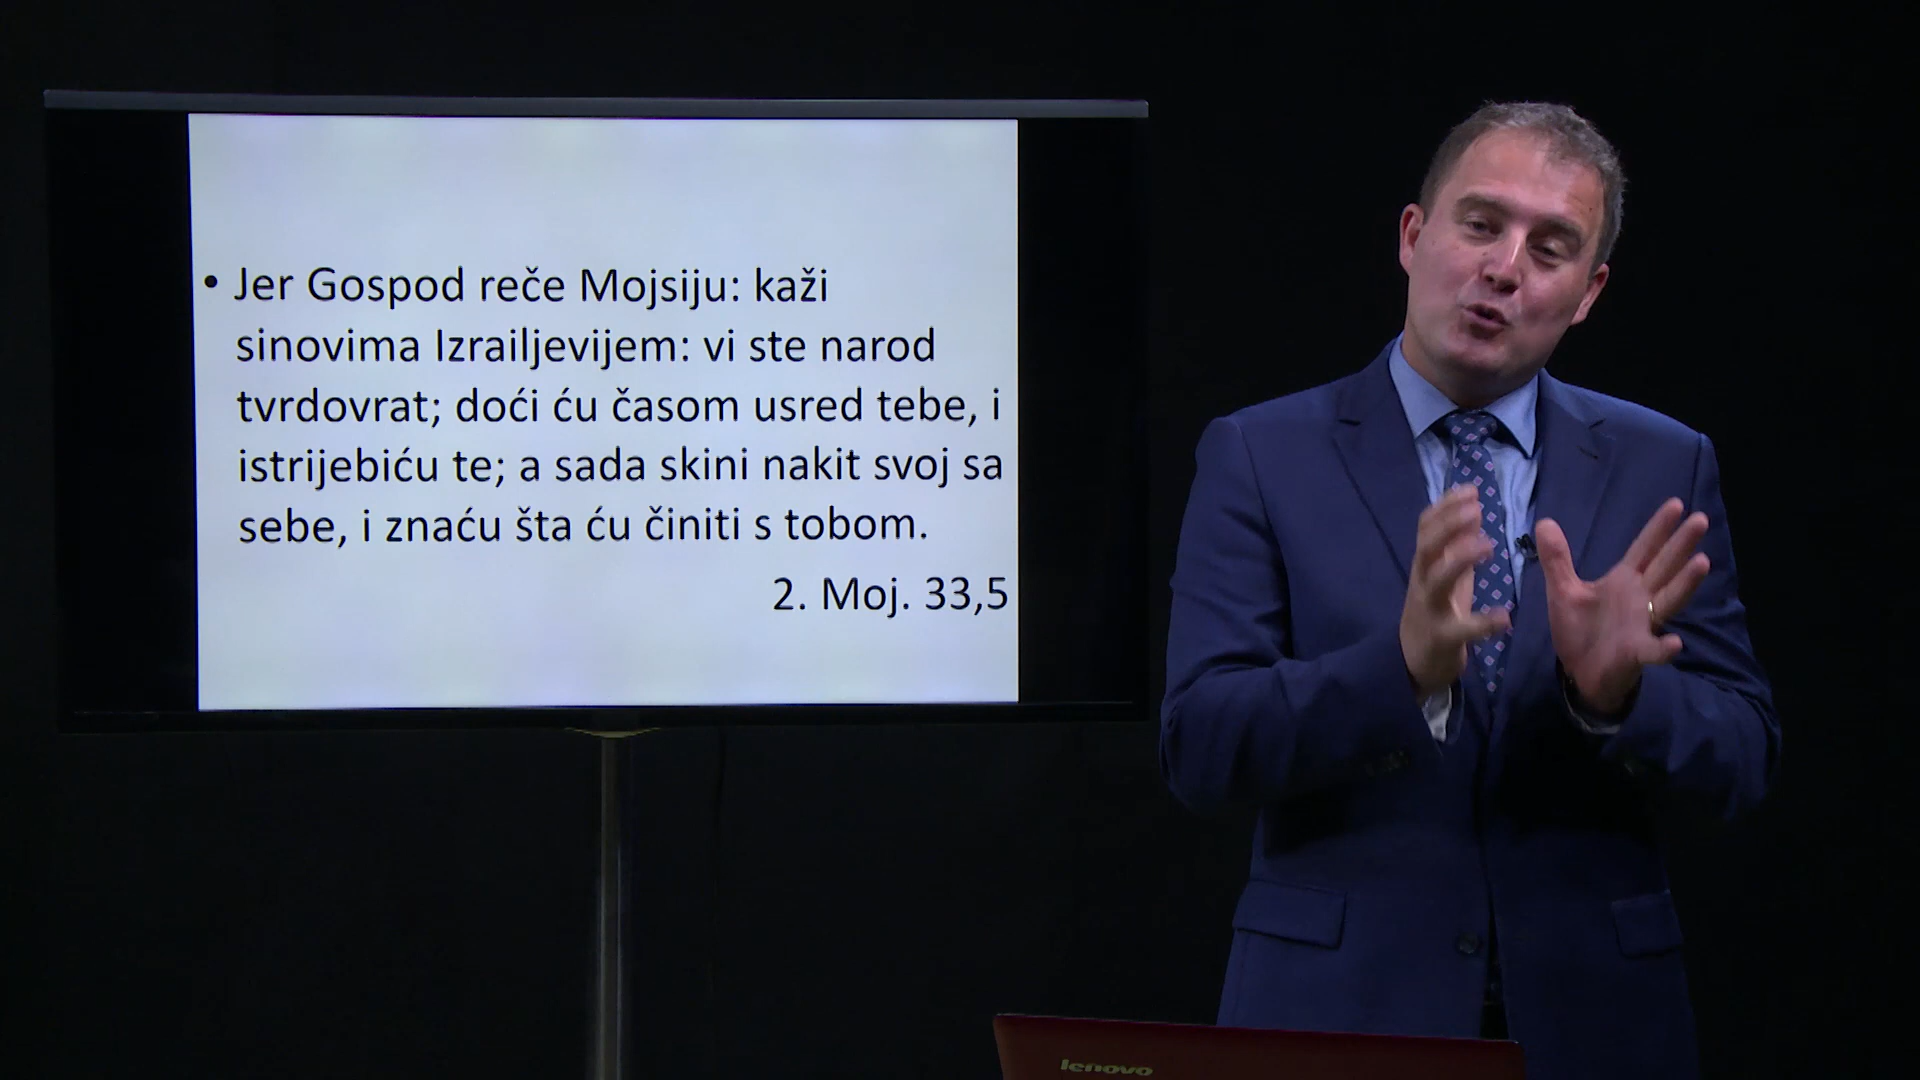 • Jer Gospod reče Mojsiju: kaži
sinovima Izrailjevijem: vi ste narod
tvrdovrat; doći ću časom usred tebe, i
istrijebiću te; a sada skini nakit svoj sa
sebe, i znaću šta ću činiti s tobom.
2. Moj. 33,5
lenovo